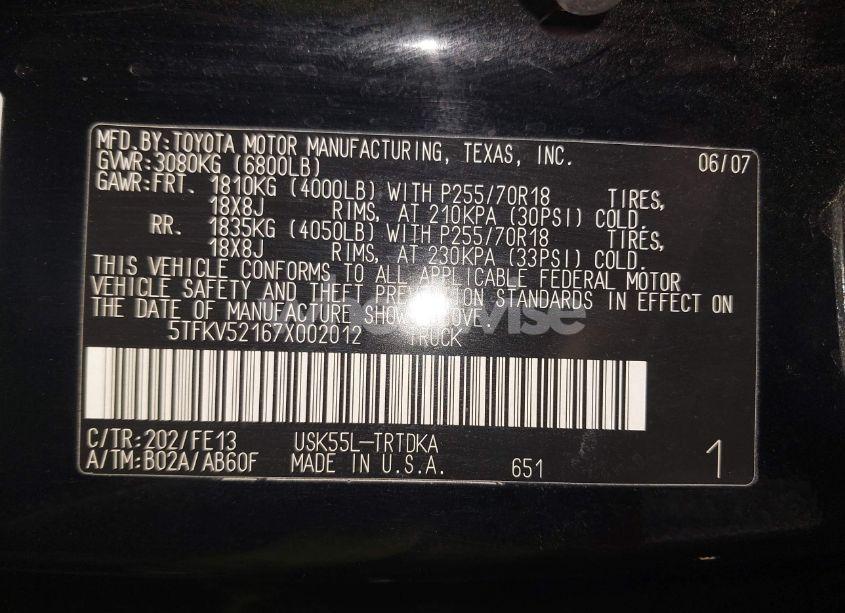 MFD.BY:TOYOTA MOTOR MANUFACTURING, TEXAS, INC. 06/07
GVWR:3080KG (6800LB)
GAWR:FRT. 1810KG (4000LB) WITH P255/70R18 TIRES,
18X8J RIMS, AT 210KPA (30PSI) COLD.
RR. 1835KG (4050LB) WITH P255/70R18 TIRES,
18X8J RIMS, AT 230KPA (33PSI) COLD.
THIS VEHICLE CONFORMS TO ALL APPLICABLE FEDERAL MOTOR
VEHICLE SAFETY AND THEFT PREVENTION STANDARDS IN EFFECT ON
THE DATE OF MANUFACTURE SHOWN ABOVE.
5TFKV52167X002012 TRUCK
C/TR:202/FE13 USK55L-TRTDKA
A/TM:B02A/AB60F MADE IN U.S.A. 651 1